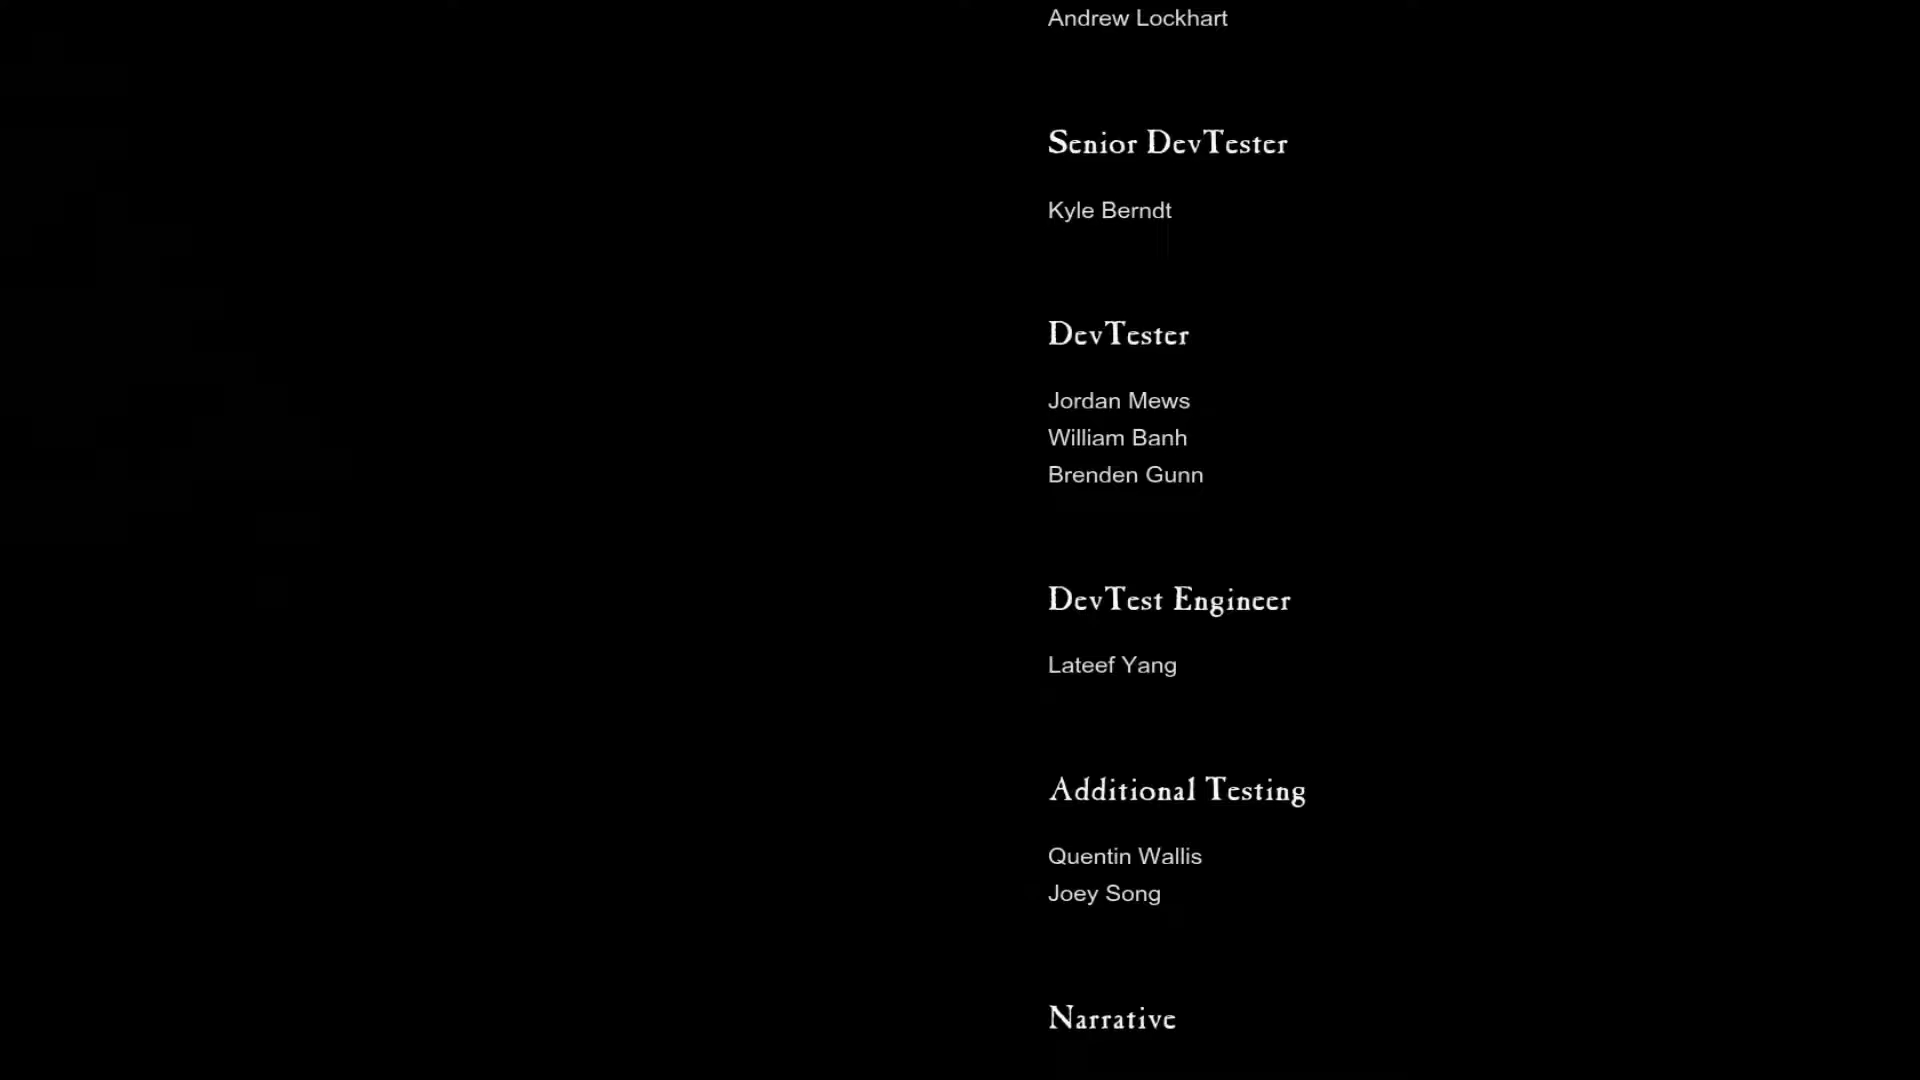 Andrew Lockhart
Senior DevTester
Kyle Berndt
DevTester
Jordan Mews
William Banh
Brenden Gunn
DevTest Engineer
Lateef Yang
Additional Testing
Quentin Wallis
Joey Song
Narrative